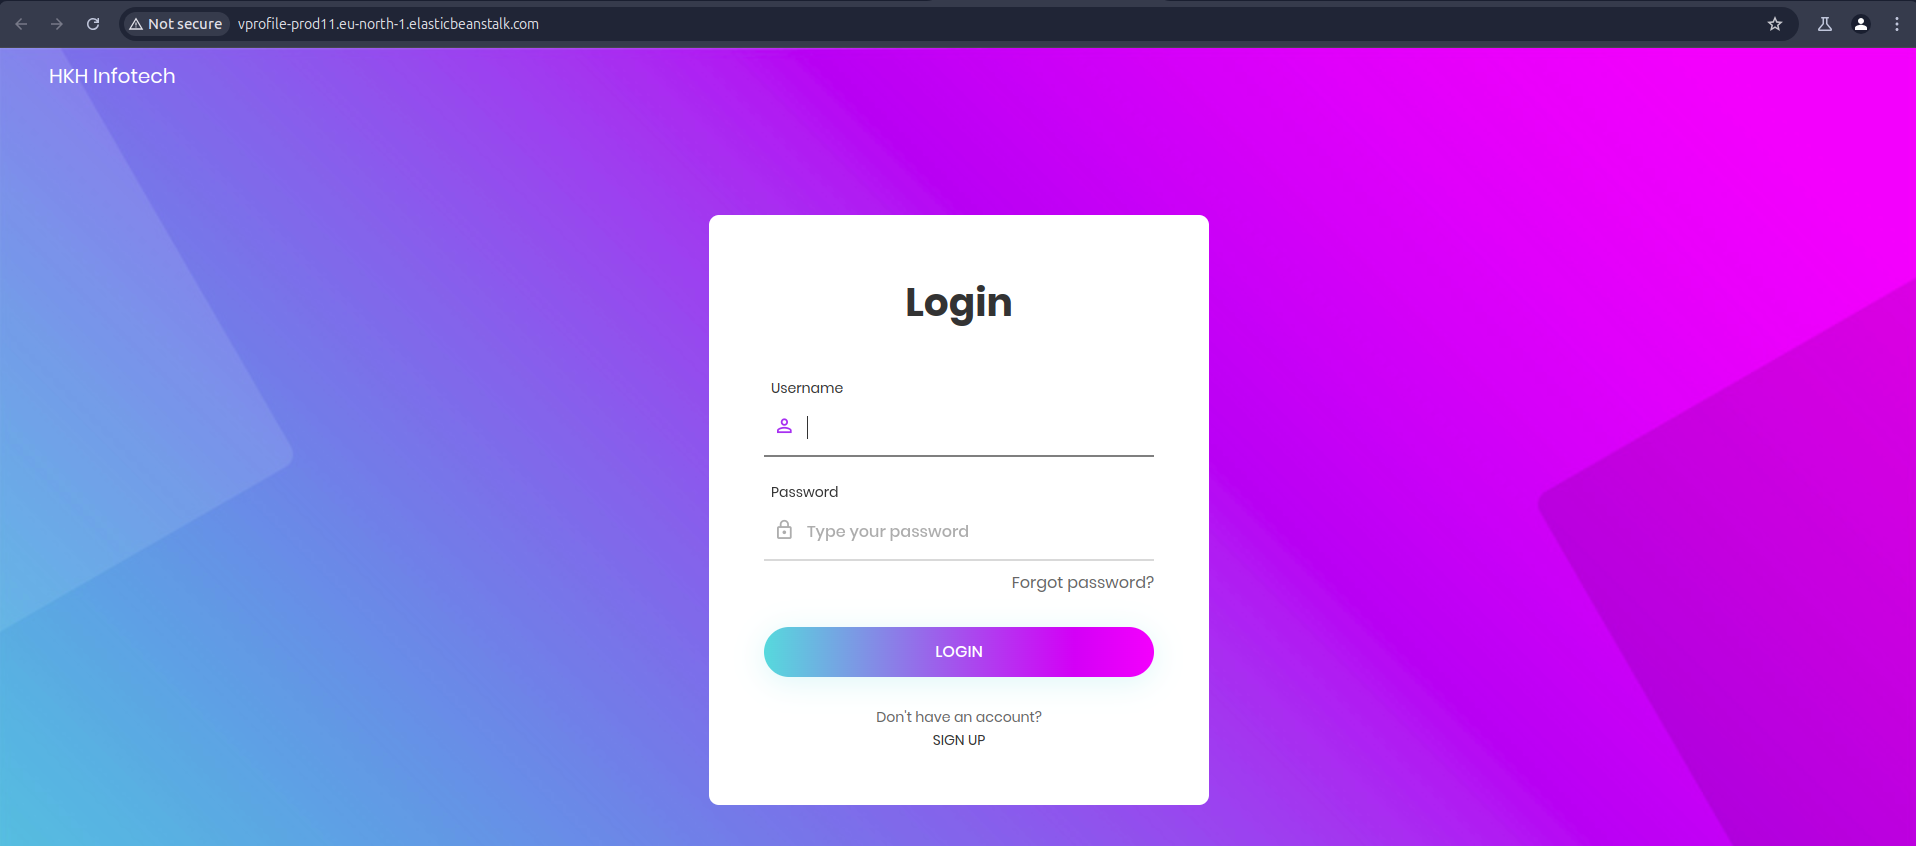 Not secure vprofile-prod11.eu-north-1.elasticbeanstalk.com
HKH Infotech
Login
Username
Password
Type your password
Forgot password?
LOGIN
Don't have an account?
SIGN UP